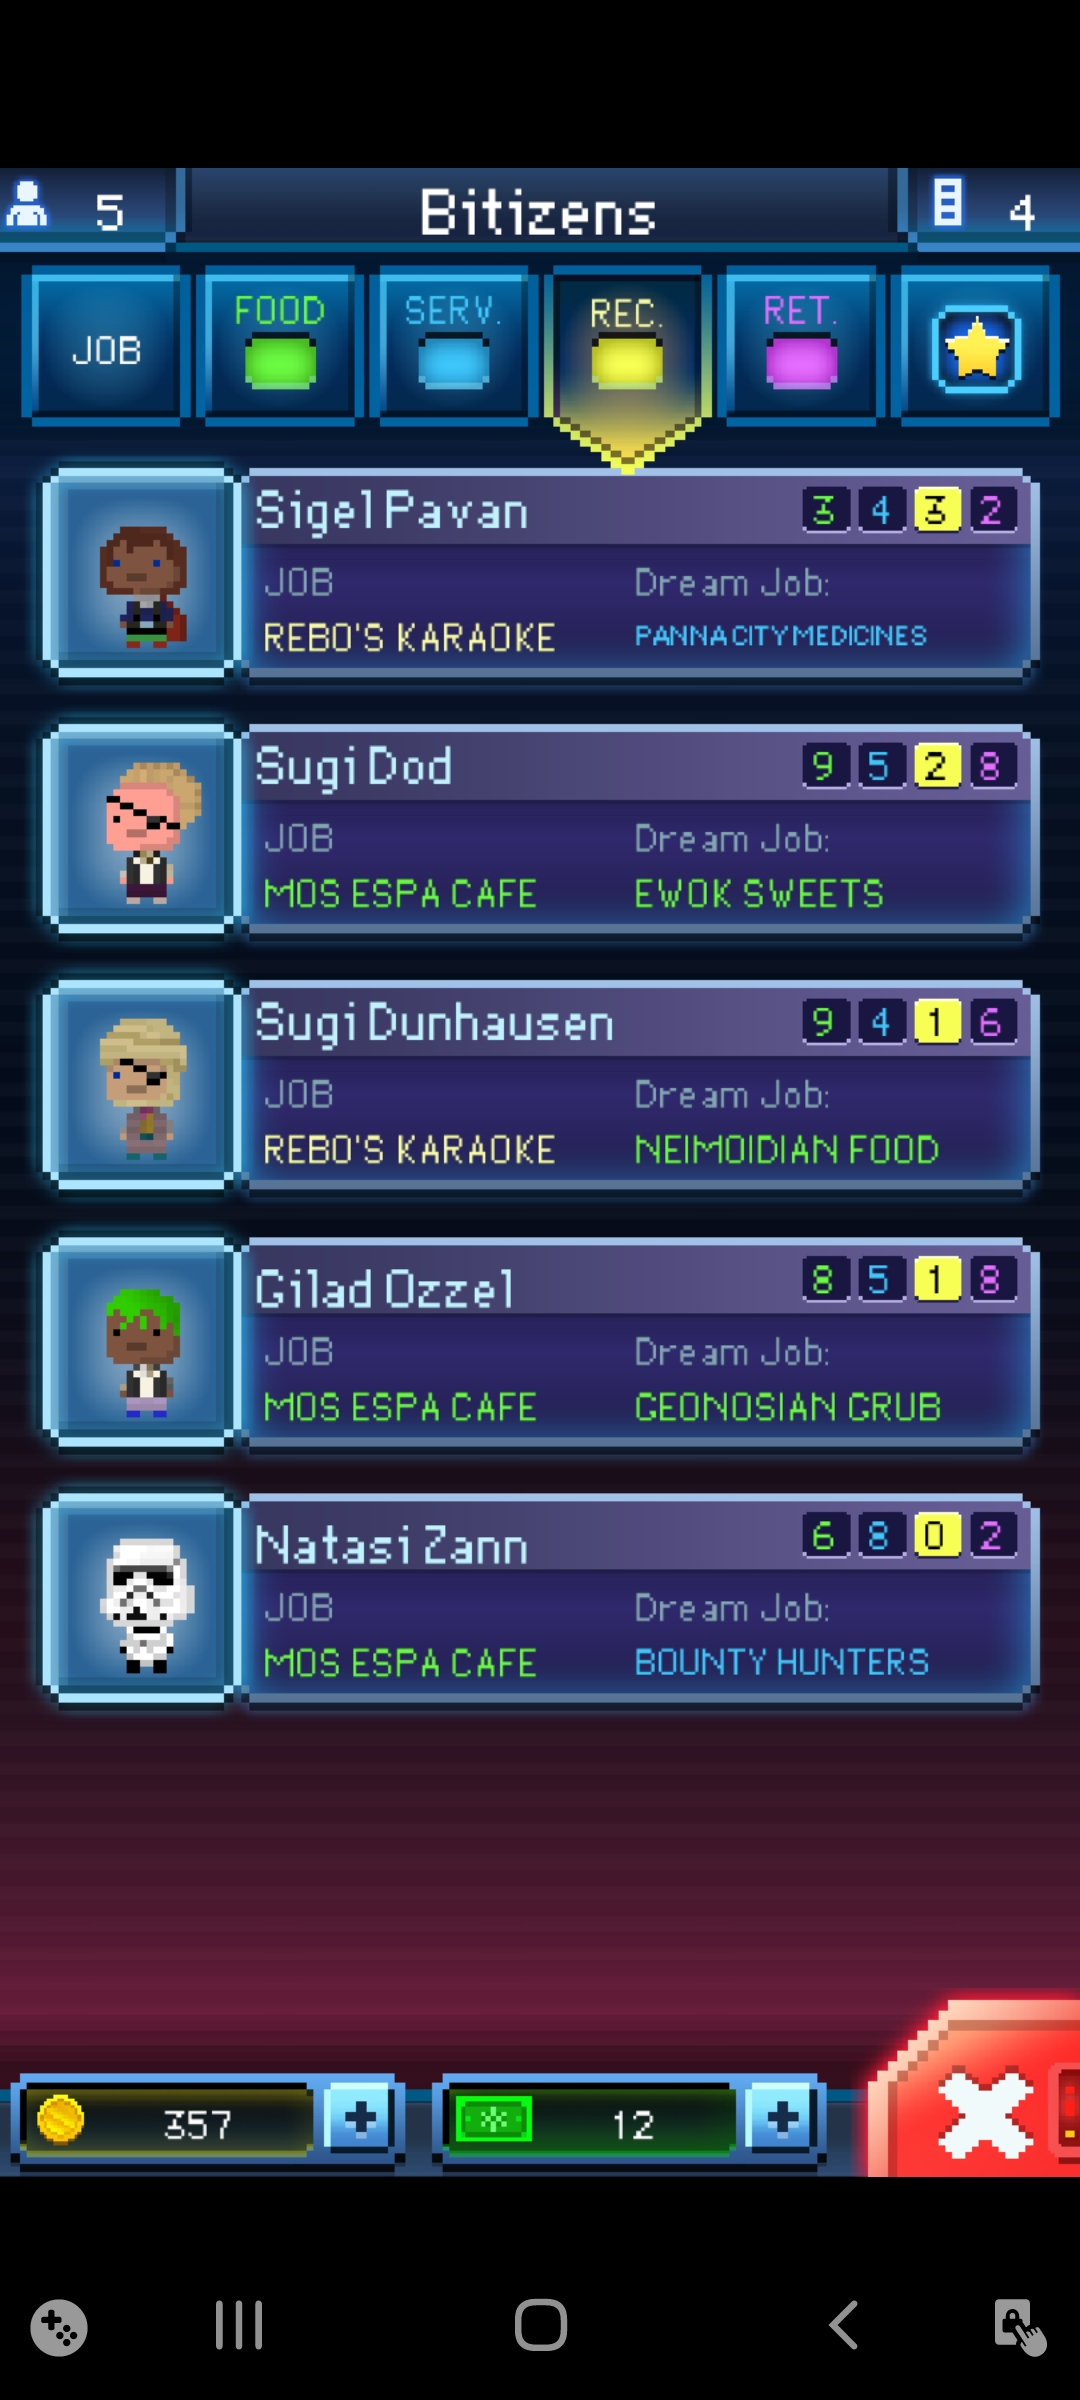 5 Bitizens 4
JOB FOOD SERV. REC. RET.
Sigel Pavan 3 4 3 2
JOB Dream Job:
REBO'S KARAOKE PANNA CITY MEDICINES
Sugi Dod 9 5 2 8
JOB Dream Job:
MOS ESPA CAFE EWOK SWEETS
Sugi Dunhausen 9 4 1 6
JOB Dream Job:
REBO'S KARAOKE NEIMOIDIAN FOOD
Gilad Ozzel 8 5 1 8
JOB Dream Job:
MOS ESPA CAFE GEONOSIAN GRUB
Natasi Zann 6 8 0 2
JOB Dream Job:
MOS ESPA CAFE BOUNTY HUNTERS
357 + 12 +